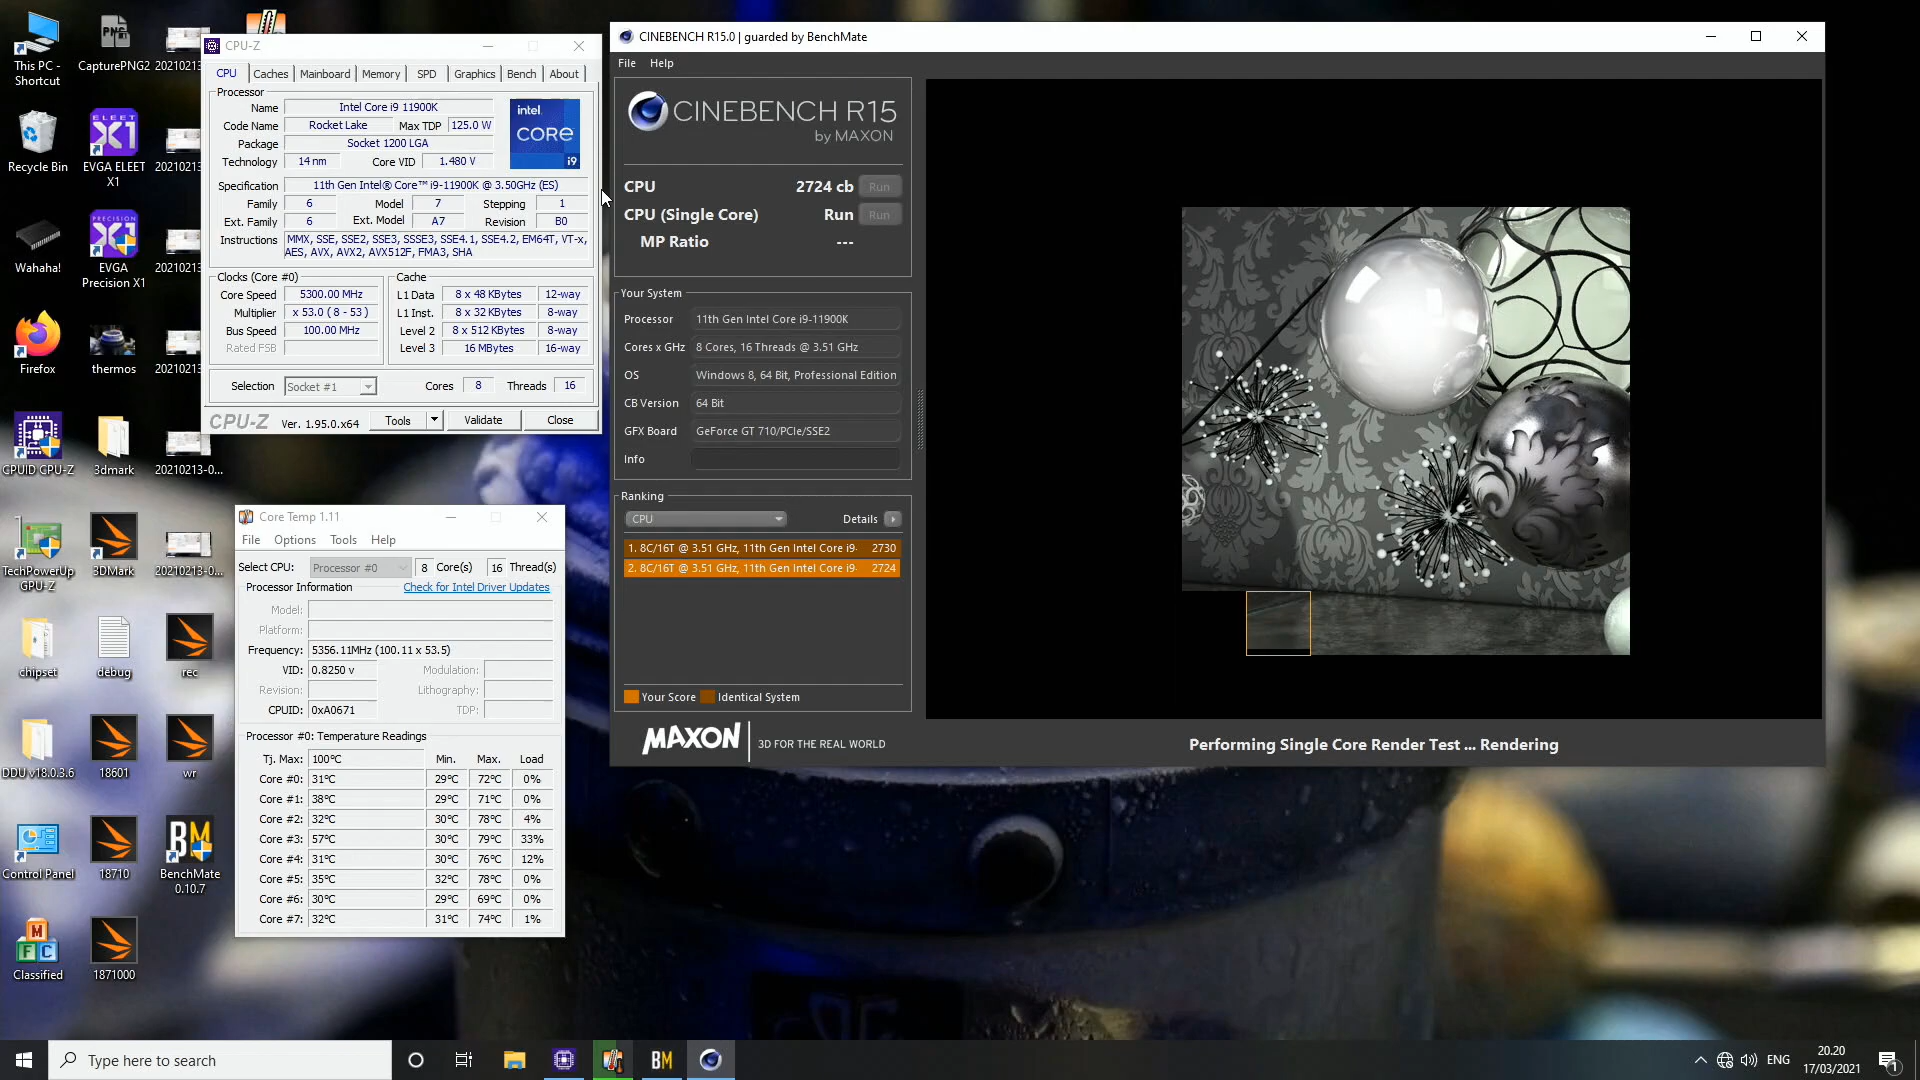 This PC -
Shortcut
CapturePNG2
20210213
Recycle Bin
EVGA ELEET
X1
20210213
Wahaha!
EVGA
Precision X1
20210213
Firefox
thermos
20210213
CPUID CPU-Z
3dmark
20210213-0...
TechPowerUp
GPU-Z
3DMark
20210213-0...
chipset
debug
rec
DDU v18.0.3.6
18601
wr
Control Panel
18710
BenchMate
0.10.7
Classified
1871000
CPU-Z
CPU Caches Mainboard Memory SPD Graphics Bench About
Processor
Name Intel Core i9 11900K
Code Name Rocket Lake Max TDP 125.0 W
Package Socket 1200 LGA
Technology 14 nm Core VID 1.480 V
intel.
CORE
i9
Specification 11th Gen Intel® Core™ i9-11900K @ 3.50GHz (ES)
Family 6 Model 7 Stepping 1
Ext. Family 6 Ext. Model A7 Revision B0
Instructions MMX, SSE, SSE2, SSE3, SSSE3, SSE4.1, SSE4.2, EM64T, VT-x,
AES, AVX, AVX2, AVX512F, FMA3, SHA
Clocks (Core #0)
Core Speed 5300.00 MHz
Multiplier x 53.0 ( 8 - 53 )
Bus Speed 100.00 MHz
Rated FSB
Cache
L1 Data 8 x 48 KBytes 12-way
L1 Inst. 8 x 32 KBytes 8-way
Level 2 8 x 512 KBytes 8-way
Level 3 16 MBytes 16-way
Selection Socket #1 Cores 8 Threads 16
CPU-Z Ver. 1.95.0.x64 Tools Validate Close
Core Temp 1.11
File Options Tools Help
Select CPU: Processor #0 8 Core(s) 16 Thread(s)
Processor Information Check for Intel Driver Updates
Model:
Platform:
Frequency: 5356.11MHz (100.11 x 53.5)
VID: 0.8250 v Modulation:
Revision: Lithography:
CPUID: 0xA0671 TDP:
Processor #0: Temperature Readings
Tj. Max: 100°C Min. Max. Load
Core #0: 31°C 29°C 72°C 0%
Core #1: 38°C 29°C 71°C 0%
Core #2: 32°C 30°C 78°C 4%
Core #3: 57°C 30°C 79°C 33%
Core #4: 31°C 30°C 76°C 12%
Core #5: 35°C 32°C 78°C 0%
Core #6: 30°C 29°C 69°C 0%
Core #7: 32°C 31°C 74°C 1%
CINEBENCH R15.0 | guarded by BenchMate
File Help
CINEBENCH R15
by MAXON
CPU 2724 cb Run
CPU (Single Core) Run Run
MP Ratio ---
Your System
Processor 11th Gen Intel Core i9-11900K
Cores x GHz 8 Cores, 16 Threads @ 3.51 GHz
OS Windows 8, 64 Bit, Professional Edition
CB Version 64 Bit
GFX Board GeForce GT 710/PCIe/SSE2
Info
Ranking
CPU Details
1. 8C/16T @ 3.51 GHz, 11th Gen Intel Core i9- 2730
2. 8C/16T @ 3.51 GHz, 11th Gen Intel Core i9- 2724
Your Score Identical System
MAXON 3D FOR THE REAL WORLD
Performing Single Core Render Test ... Rendering
Type here to search
BM
ENG
20.20
17/03/2021
1